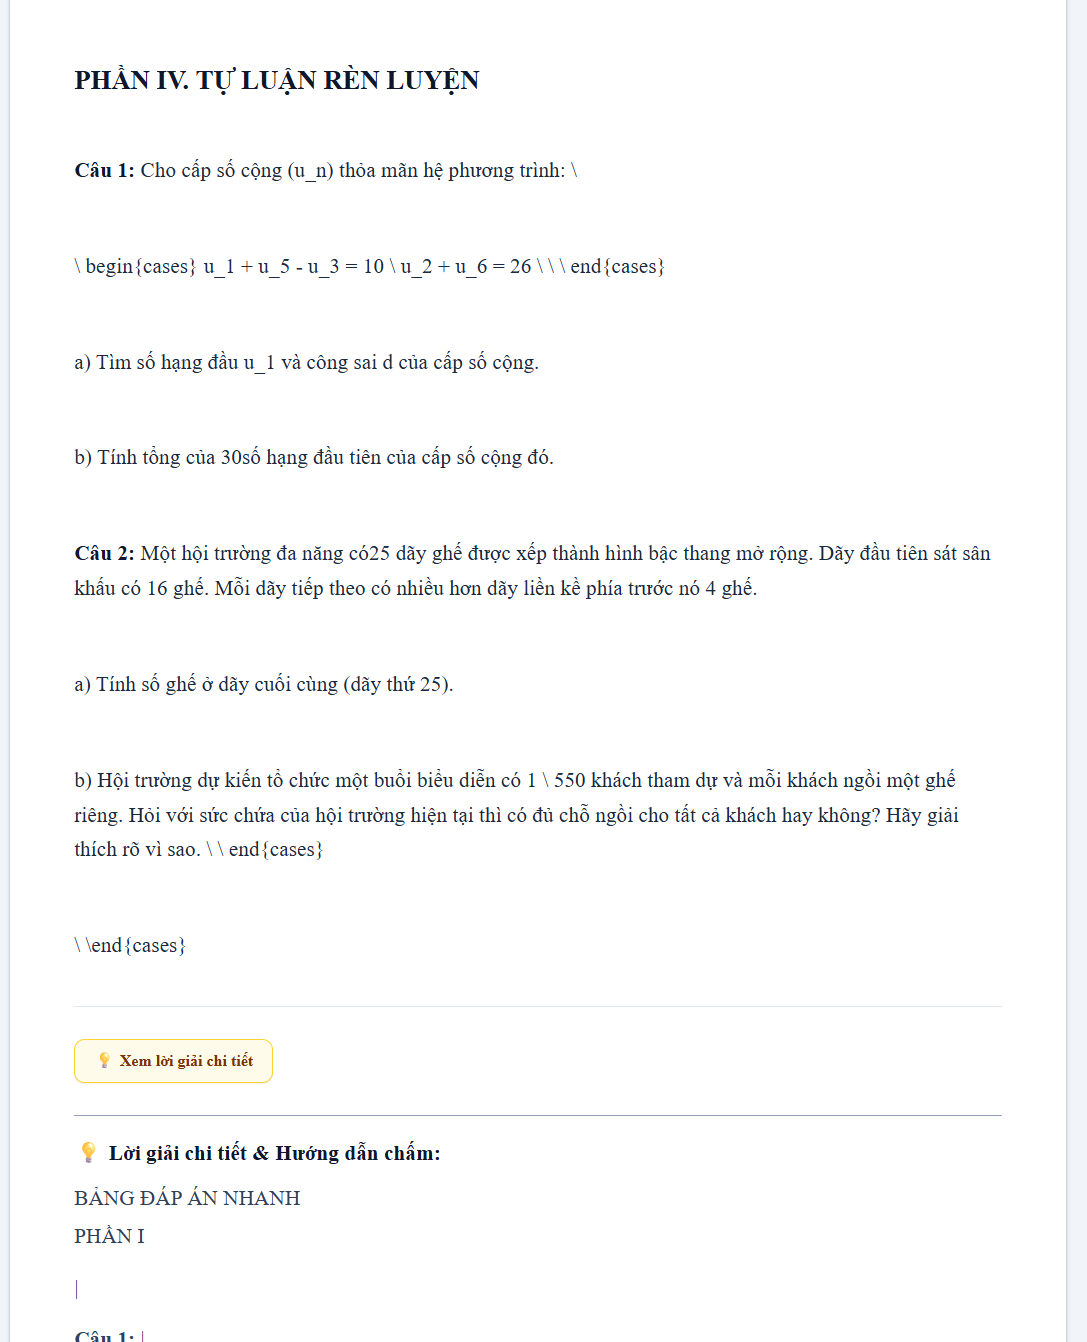 PHẦN IV. TỰ LUẬN RÈN LUYỆN
Câu 1: Cho cấp số cộng (u_n) thỏa mãn hệ phương trình: \
\ begin{cases} u_1 + u_5 - u_3 = 10 \ u_2 + u_6 = 26 \ \ \ end{cases}
a) Tìm số hạng đầu u_1 và công sai d của cấp số cộng.
b) Tính tổng của 30số hạng đầu tiên của cấp số cộng đó.
Câu 2: Một hội trường đa năng có25 dãy ghế được xếp thành hình bậc thang mở rộng. Dãy đầu tiên sát sân
khấu có 16 ghế. Mỗi dãy tiếp theo có nhiều hơn dãy liền kề phía trước nó 4 ghế.
a) Tính số ghế ở dãy cuối cùng (dãy thứ 25).
b) Hội trường dự kiến tổ chức một buổi biểu diễn có 1 \ 550 khách tham dự và mỗi khách ngồi một ghế
riêng. Hỏi với sức chứa của hội trường hiện tại thì có đủ chỗ ngồi cho tất cả khách hay không? Hãy giải
thích rõ vì sao. \ \ end{cases}
\ \end{cases}
Xem lời giải chi tiết
Lời giải chi tiết & Hướng dẫn chấm:
BẢNG ĐÁP ÁN NHANH
PHẦN I
|
Câu 1: |